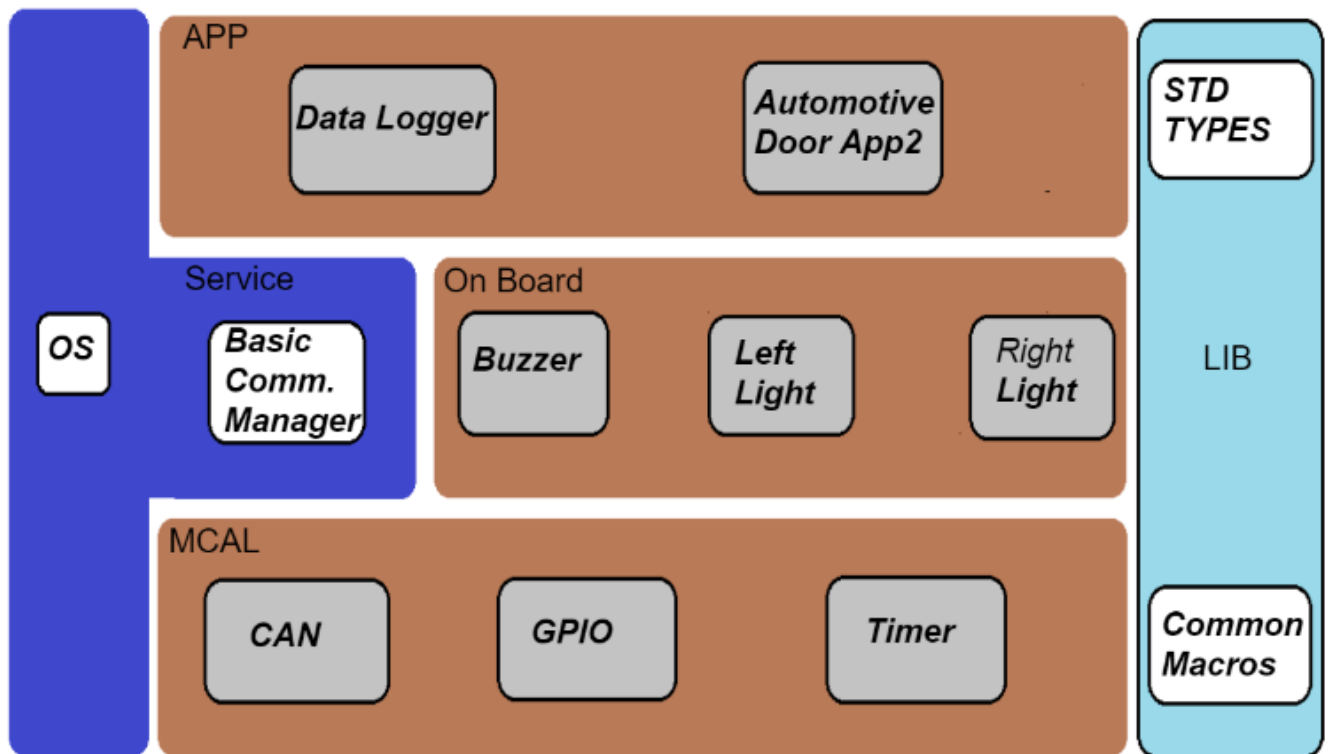 APP
Data Logger
Automotive
Door App2
STD
TYPES
Service
On Board
OS
Basic
Comm.
Manager
Buzzer
Left
Light
Right
Light
LIB
MCAL
CAN
GPIO
Timer
Common
Macros